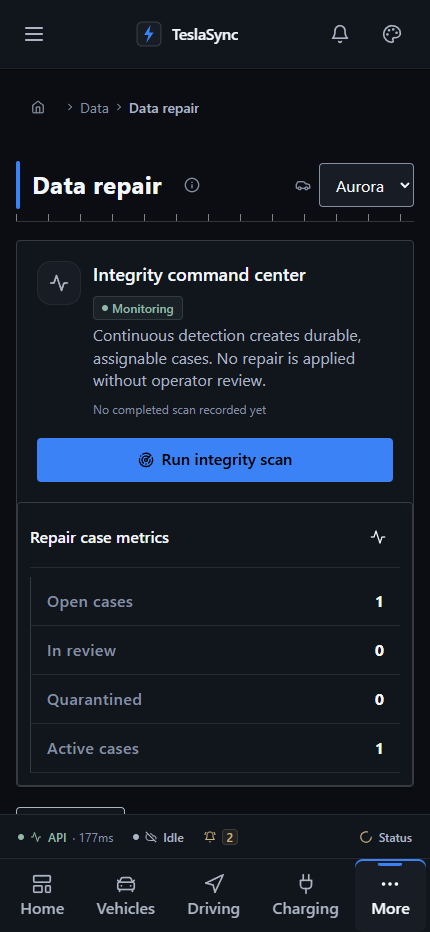 TeslaSync
Data
Data repair
Data repair
Aurora
Integrity command center
Monitoring
Continuous detection creates durable,
assignable cases. No repair is applied
without operator review.
No completed scan recorded yet
Run integrity scan
Repair case metrics
Open cases 1
In review 0
Quarantined 0
Active cases 1
API · 177ms Idle 2 Status
Home Vehicles Driving Charging More